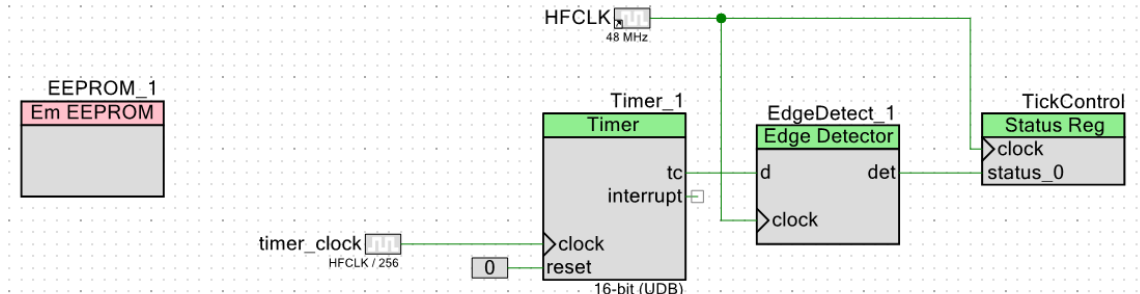 HFCLK
48 MHz
EEPROM_1
Em EEPROM
Timer_1
Timer
tc
interrupt
clock
reset
16-bit (UDB)
timer_clock
HFCLK / 256
0
EdgeDetect_1
Edge Detector
d
det
clock
TickControl
Status Reg
clock
status_0